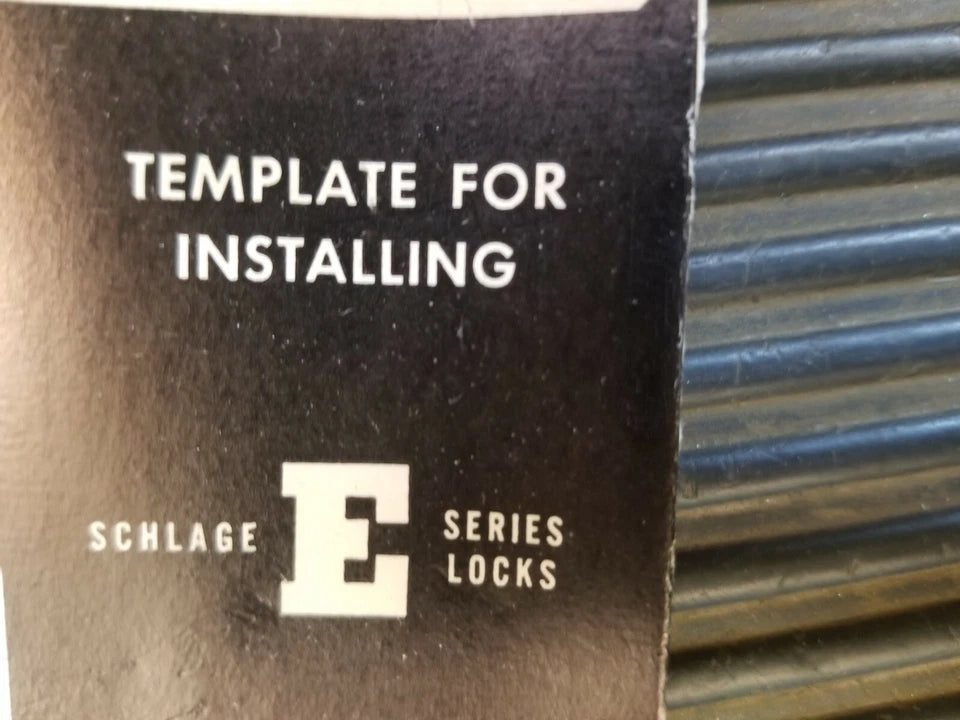 TEMPLATE FOR
INSTALLING
SCHLAGE E SERIES
LOCKS